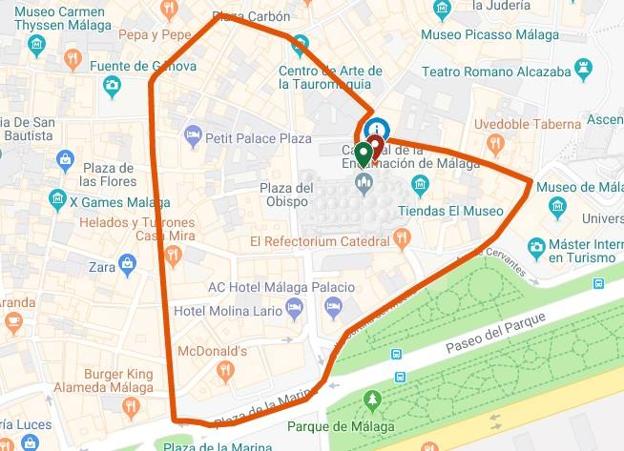 Museo Carmen
Thyssen Málaga
Pepa y Pepe
Plaza Carbón
la Judería
Museo Picasso Málaga
Fuente de Génova
Centro de Arte de
la Tauromaquia
Teatro Romano Alcazaba
ia De San
Bautista
Petit Palace Plaza
Uvedoble Taberna
Ascen
Catedral de la
Encarnación de Málaga
Plaza de
las Flores
Plaza del
Obispo
Museo de Mála
X Games Malaga
Tiendas El Museo
Univer
Helados y Turrones
Casa Mira
El Refectorium Catedral
Máster Intern
en Turismo
Cervantes
Zara
AC Hotel Málaga Palacio
Hotel Molina Lario
Aranda
Paseo del Parque
McDonald's
Burger King
Alameda Málaga
Plaza de la Marina
Parque de Málaga
ría Luces
Plaza de la Marina